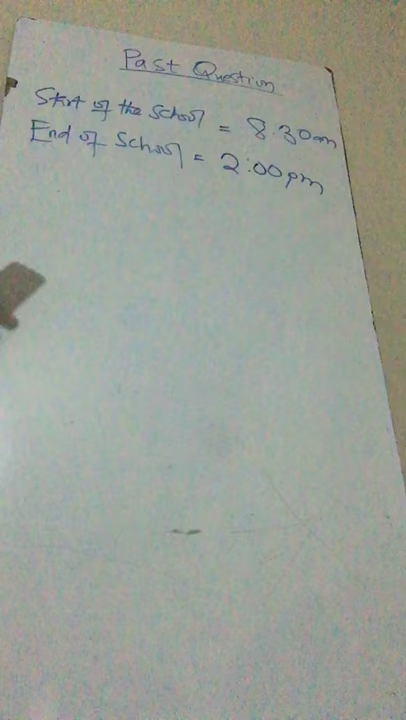 Past Question
Start of the School = 8.30am
End of School = 2:00pm